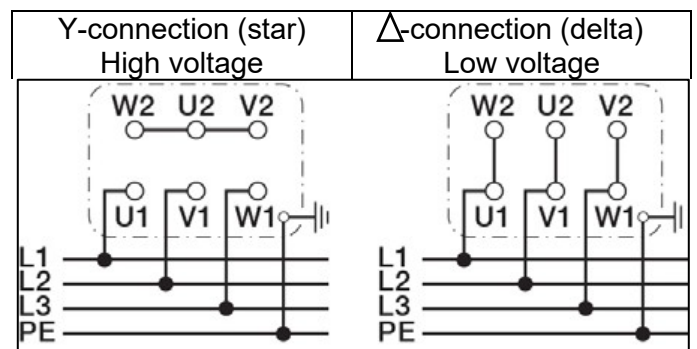 Y-connection (star)
High voltage
Δ-connection (delta)
Low voltage
W2 U2 V2
U1 V1 W1
L1
L2
L3
PE
W2 U2 V2
U1 V1 W1
L1
L2
L3
PE